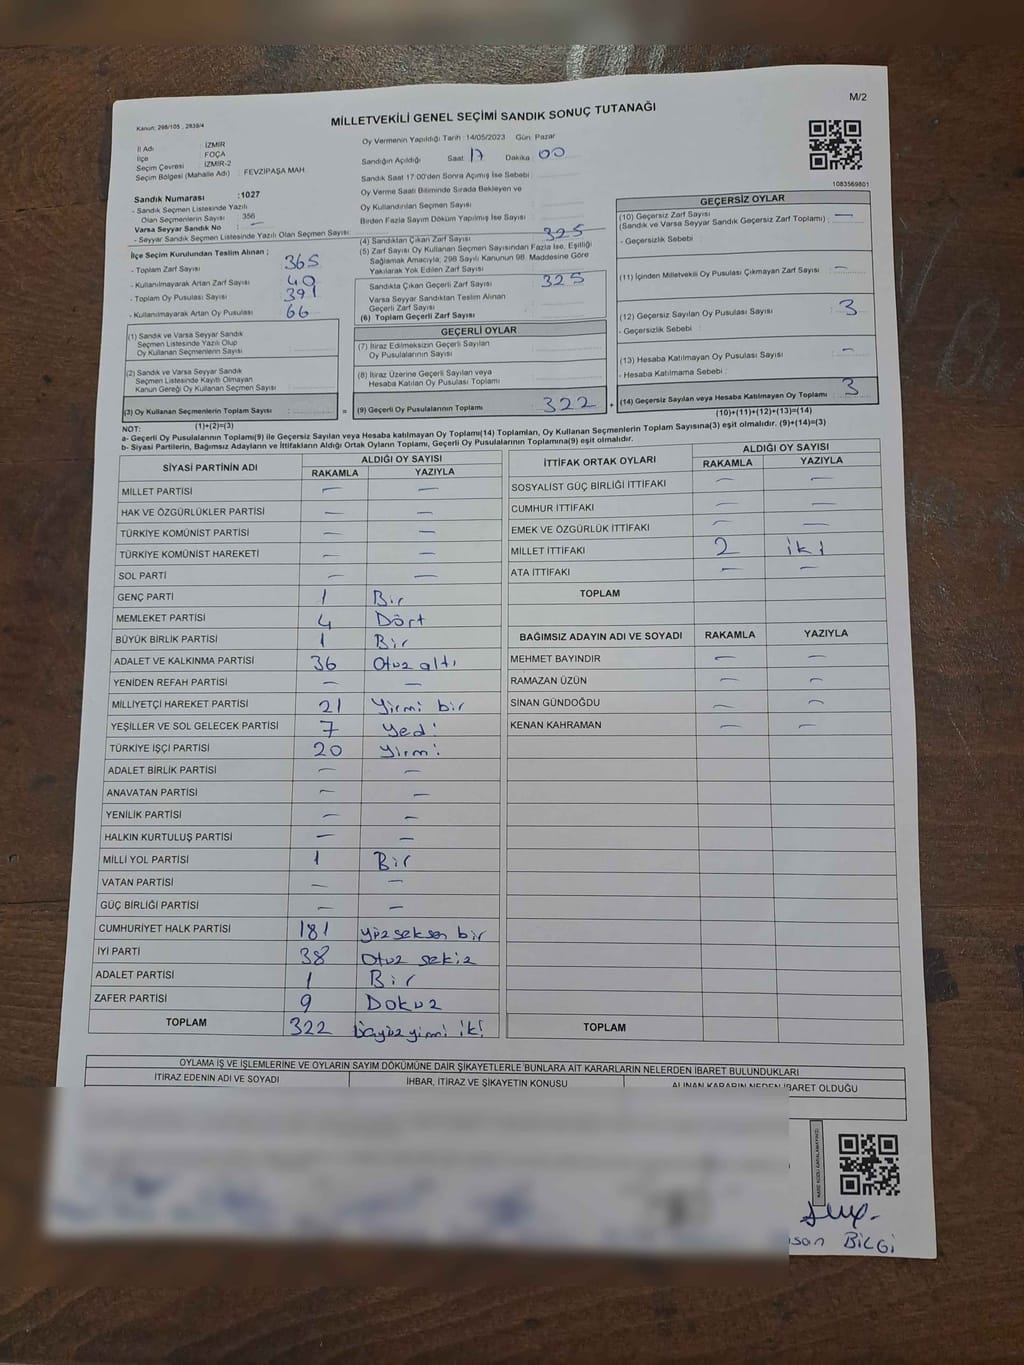 M/2
Kanun: 298/105 , 2839/4
MİLLETVEKİLİ GENEL SEÇİMİ SANDIK SONUÇ TUTANAĞI
İl Adı : İZMİR
İlçe : FOÇA
Seçim Çevresi : İZMİR-2
Seçim Bölgesi (Mahalle Adı) : FEVZİPAŞA MAH.
Sandık Numarası :1027
- Sandık Seçmen Listesinde Yazılı
Olan Seçmenlerin Sayısı : 356
Varsa Seyyar Sandık No : —
- Seyyar Sandık Seçmen Listesinde Yazılı Olan Seçmen Sayısı:
Oy Vermenin Yapıldığı Tarih : 14/05/2023 Gün: Pazar
Sandığın Açıldığı Saat 17 Dakika : 00
Sandık Saat 17:00'den Sonra Açımış İse Sebebi :
Oy Verme Saati Bitiminde Sırada Bekleyen ve
Oy Kullandırılan Seçmen Sayısı :
Birden Fazla Sayım Döküm Yapılmış İse Sayısı :
1083569801
İlçe Seçim Kurulundan Teslim Alınan ;
- Toplam Zarf Sayısı : 365
- Kullanılmayarak Artan Zarf Sayısı : 40
- Toplam Oy Pusulası Sayısı : 391
- Kullanılmayarak Artan Oy Pusulası : 66
(4) Sandıktan Çıkan Zarf Sayısı : 325
(5) Zarf Sayısı Oy Kullanan Seçmen Sayısından Fazla İse, Eşitliği
Sağlamak Amacıyla, 298 Sayılı Kanunun 98. Maddesine Göre
Yakılarak Yok Edilen Zarf Sayısı :
Sandıkta Çıkan Geçerli Zarf Sayısı : 325
Varsa Seyyar Sandıktan Teslim Alınan
Geçerli Zarf Sayısı :
(6) Toplam Geçerli Zarf Sayısı :
GEÇERSİZ OYLAR
(10) Geçersiz Zarf Sayısı
(Sandık ve Varsa Seyyar Sandık Geçersiz Zarf Toplamı) : —
- Geçersizlik Sebebi :
(11) İçinden Milletvekili Oy Pusulası Çıkmayan Zarf Sayısı : —
(12) Geçersiz Sayılan Oy Pusulası Sayısı : 3
- Geçersizlik Sebebi :
(13) Hesaba Katılmayan Oy Pusulası Sayısı : —
- Hesaba Katılmama Sebebi :
(14) Geçersiz Sayılan veya Hesaba Katılmayan Oy Toplamı : 3
(10)+(11)+(12)+(13)=(14)
(1) Sandık ve Varsa Seyyar Sandık
Seçmen Listesinde Yazılı Olup
Oy Kullanan Seçmenlerin Sayısı :
(2) Sandık ve Varsa Seyyar Sandık
Seçmen Listesinde Kayıtlı Olmayan
Kanun Gereği Oy Kullanan Seçmen Sayısı :
(3) Oy Kullanan Seçmenlerin Toplam Sayısı :
(1)+(2)=(3)
GEÇERLİ OYLAR
(7) İtiraz Edilmeksizin Geçerli Sayılan
Oy Pusulalarının Sayısı :
(8) İtiraz Üzerine Geçerli Sayılan veya
Hesaba Katılan Oy Pusulası Toplamı :
= (9) Geçerli Oy Pusulalarının Toplamı : 322 +
NOT:
a- Geçerli Oy Pusulalarının Toplamı(9) ile Geçersiz Sayılan veya Hesaba katılmayan Oy Toplamı(14) Toplamları, Oy Kullanan Seçmenlerin Toplam Sayısına(3) eşit olmalıdır. (9)+(14)=(3)
b- Siyasi Partilerin, Bağımsız Adayların ve İttifakların Aldığı Ortak Oyların Toplamı, Geçerli Oy Pusulalarının Toplamına(9) eşit olmalıdır.
SİYASİ PARTİNİN ADI ALDIĞI OY SAYISI
RAKAMLA YAZIYLA
MİLLET PARTİSİ — —
HAK VE ÖZGÜRLÜKLER PARTİSİ — —
TÜRKİYE KOMÜNİST PARTİSİ — —
TÜRKİYE KOMÜNİST HAREKETİ — —
SOL PARTİ — —
GENÇ PARTİ 1 Bir
MEMLEKET PARTİSİ 4 Dört
BÜYÜK BİRLİK PARTİSİ 1 Bir
ADALET VE KALKINMA PARTİSİ 36 Otuz altı
YENİDEN REFAH PARTİSİ — —
MİLLİYETÇİ HAREKET PARTİSİ 21 Yirmi bir
YEŞİLLER VE SOL GELECEK PARTİSİ 7 Yedi
TÜRKİYE İŞÇİ PARTİSİ 20 Yirmi
ADALET BİRLİK PARTİSİ — —
ANAVATAN PARTİSİ — —
YENİLİK PARTİSİ — —
HALKIN KURTULUŞ PARTİSİ — —
MİLLİ YOL PARTİSİ 1 Bir
VATAN PARTİSİ — —
GÜÇ BİRLİĞİ PARTİSİ — —
CUMHURİYET HALK PARTİSİ 181 yüzseksen bir
İYİ PARTİ 38 Otuz sekiz
ADALET PARTİSİ 1 Bir
ZAFER PARTİSİ 9 Dokuz
TOPLAM 322 üçyüzyirmi iki
İTTİFAK ORTAK OYLARI ALDIĞI OY SAYISI
RAKAMLA YAZIYLA
SOSYALİST GÜÇ BİRLİĞİ İTTİFAKI — —
CUMHUR İTTİFAKI — —
EMEK VE ÖZGÜRLÜK İTTİFAKI — —
MİLLET İTTİFAKI 2 iki
ATA İTTİFAKI — —
TOPLAM
BAĞIMSIZ ADAYIN ADI VE SOYADI RAKAMLA YAZIYLA
MEHMET BAYINDIR — —
RAMAZAN ÜZÜN — —
SİNAN GÜNDOĞDU — —
KENAN KAHRAMAN — —
TOPLAM
OYLAMA İŞ VE İŞLEMLERİNE VE OYLARIN SAYIM DÖKÜMÜNE DAİR ŞİKAYETLERLE BUNLARA AİT KARARLARIN NELERDEN İBARET BULUNDUKLARI
İTİRAZ EDENİN ADI VE SOYADI İHBAR, İTİRAZ VE ŞİKAYETİN KONUSU ALINAN KARARIN NEDEN İBARET OLDUĞU
BİLGİ